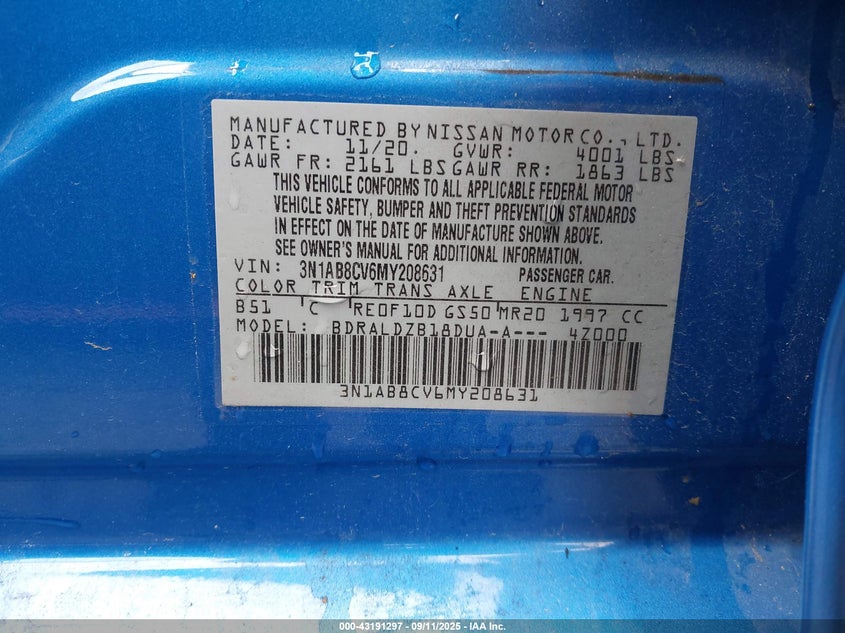 MANUFACTURED BY NISSAN MOTOR CO., LTD.
DATE: 11/20. GVWR: 4001 LBS
GAWR FR: 2161 LBS GAWR RR: 1863 LBS
THIS VEHICLE CONFORMS TO ALL APPLICABLE FEDERAL MOTOR
VEHICLE SAFETY, BUMPER AND THEFT PREVENTION STANDARDS
IN EFFECT ON THE DATE OF MANUFACTURE SHOWN ABOVE.
SEE OWNER'S MANUAL FOR ADDITIONAL INFORMATION.
VIN: 3N1AB8CV6MY208631 PASSENGER CAR.
COLOR TRIM TRANS AXLE ENGINE
B51 C RE0F10D GS50 MR20 1997 CC
MODEL: BDRALDZB18DUA-A--- 4Z000
3N1AB8CV6MY208631
000-43191297 - 09/11/2025 - IAA Inc.